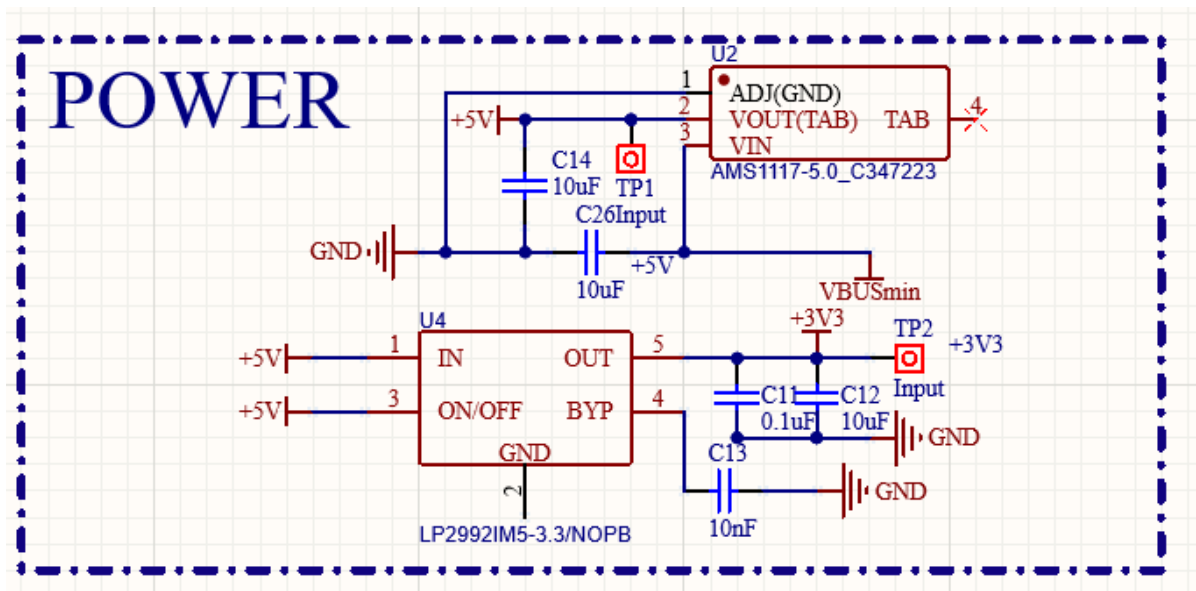 POWER
U2
1
ADJ(GND)
+5V
2
VOUT(TAB)
TAB
4
3
VIN
AMS1117-5.0_C347223
C14
10uF
TP1
C26
Input
GND
+5V
10uF
VBUSmin
U4
+3V3
TP2
+3V3
+5V
1
IN
OUT
5
Input
+5V
3
ON/OFF
BYP
4
C11
0.1uF
C12
10uF
GND
GND
2
C13
10nF
GND
LP2992IM5-3.3/NOPB